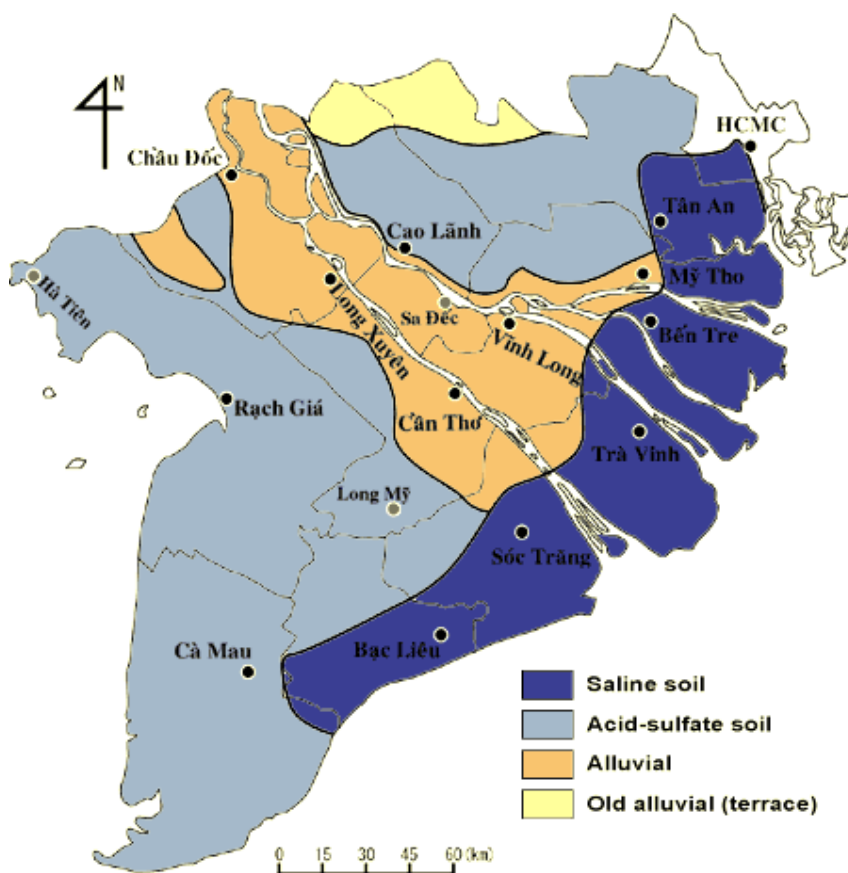 N
HCMC
Chầu Đốc
Tân An
Cao Lãnh
Mỹ Tho
Hà Tiên
Long Xuyên
Sa Đéc
Vĩnh Long
Bến Tre
Rạch Giá
Cần Thơ
Trà Vinh
Long Mỹ
Sóc Trăng
Cà Mau
Bạc Liêu
Saline soil
Acid-sulfate soil
Alluvial
Old alluvial (terrace)
0 15 30 45 60 (km)